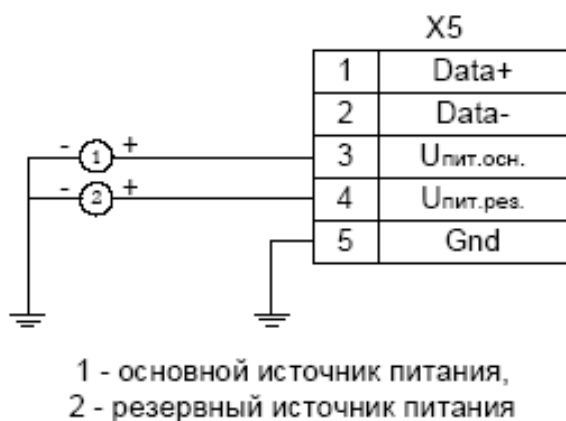 X5
1 Data+
2 Data-
- 1 + 3 Uпит.осн.
- 2 + 4 Uпит.рез.
5 Gnd
1 - основной источник питания,
2 - резервный источник питания